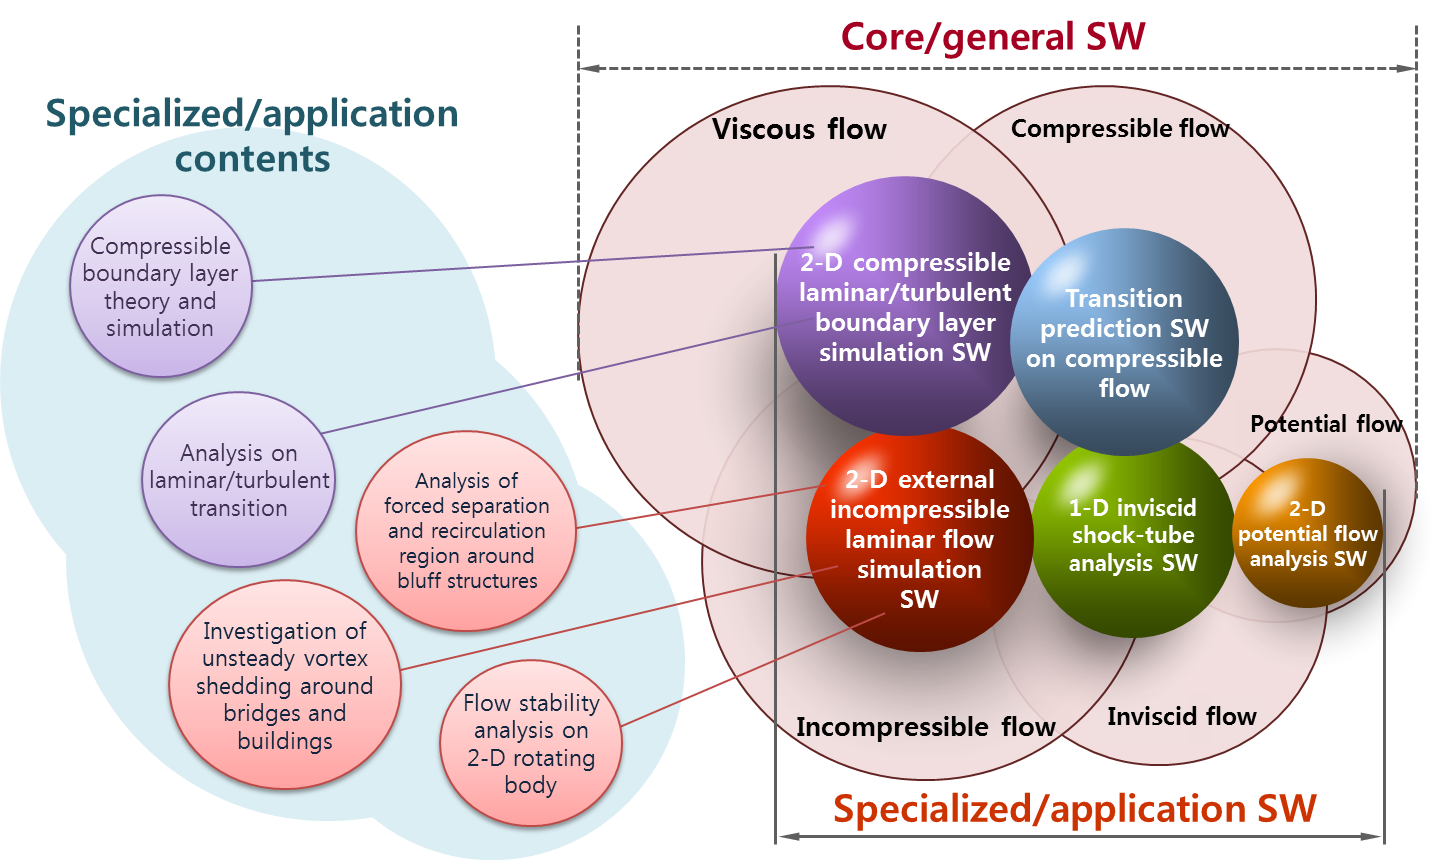 Core/general SW
Specialized/application
contents
Viscous flow
Compressible flow
Compressible
boundary layer
theory and
simulation
2-D compressible
laminar/turbulent
boundary layer
simulation SW
Transition
prediction SW
on compressible
flow
Potential flow
Analysis on
laminar/turbulent
transition
Analysis of
forced separation
and recirculation
region around
bluff structures
2-D external
incompressible
laminar flow
simulation
SW
1-D inviscid
shock-tube
analysis SW
2-D
potential flow
analysis SW
Investigation of
unsteady vortex
shedding around
bridges and
buildings
Flow stability
analysis on
2-D rotating
body
Incompressible flow
Inviscid flow
Specialized/application SW